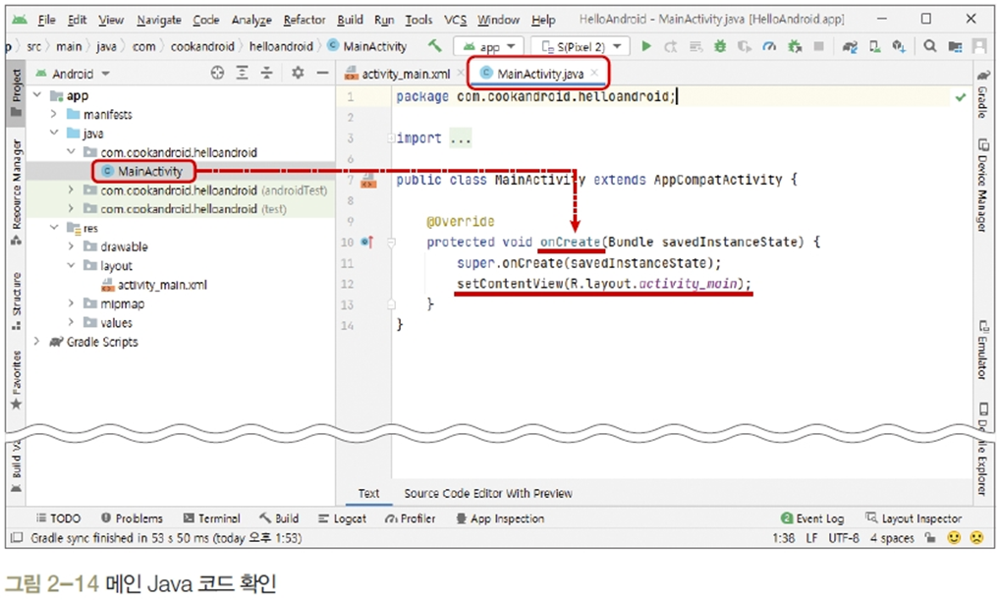 File Edit View Navigate Code Analyze Refactor Build Run Tools VCS Window Help HelloAndroid - MainActivity.java [HelloAndroid.app]
p src main java com cookandroid helloandroid MainActivity app S(Pixel 2)
Project
Resource Manager
Structure
Favorites
Build V
Android
app
manifests
java
com.cookandroid.helloandroid
MainActivity
com.cookandroid.helloandroid (androidTest)
com.cookandroid.helloandroid (test)
res
drawable
layout
activity_main.xml
mipmap
values
Gradle Scripts
activity_main.xml MainActivity.java
1 package com.cookandroid.helloandroid;
2
3 import ...
6
7 public class MainActivity extends AppCompatActivity {
8
9 @Override
10 protected void onCreate(Bundle savedInstanceState) {
11 super.onCreate(savedInstanceState);
12 setContentView(R.layout.activity_main);
13 }
14 }
Gradle
Device Manager
Emulator
De
le Explorer
Text Source Code Editor With Preview
TODO Problems Terminal Build Logcat Profiler App Inspection 2 Event Log Layout Inspector
Gradle sync finished in 53 s 50 ms (today 오후 1:53) 1:38 LF UTF-8 4 spaces
그림 2-14 메인 Java 코드 확인